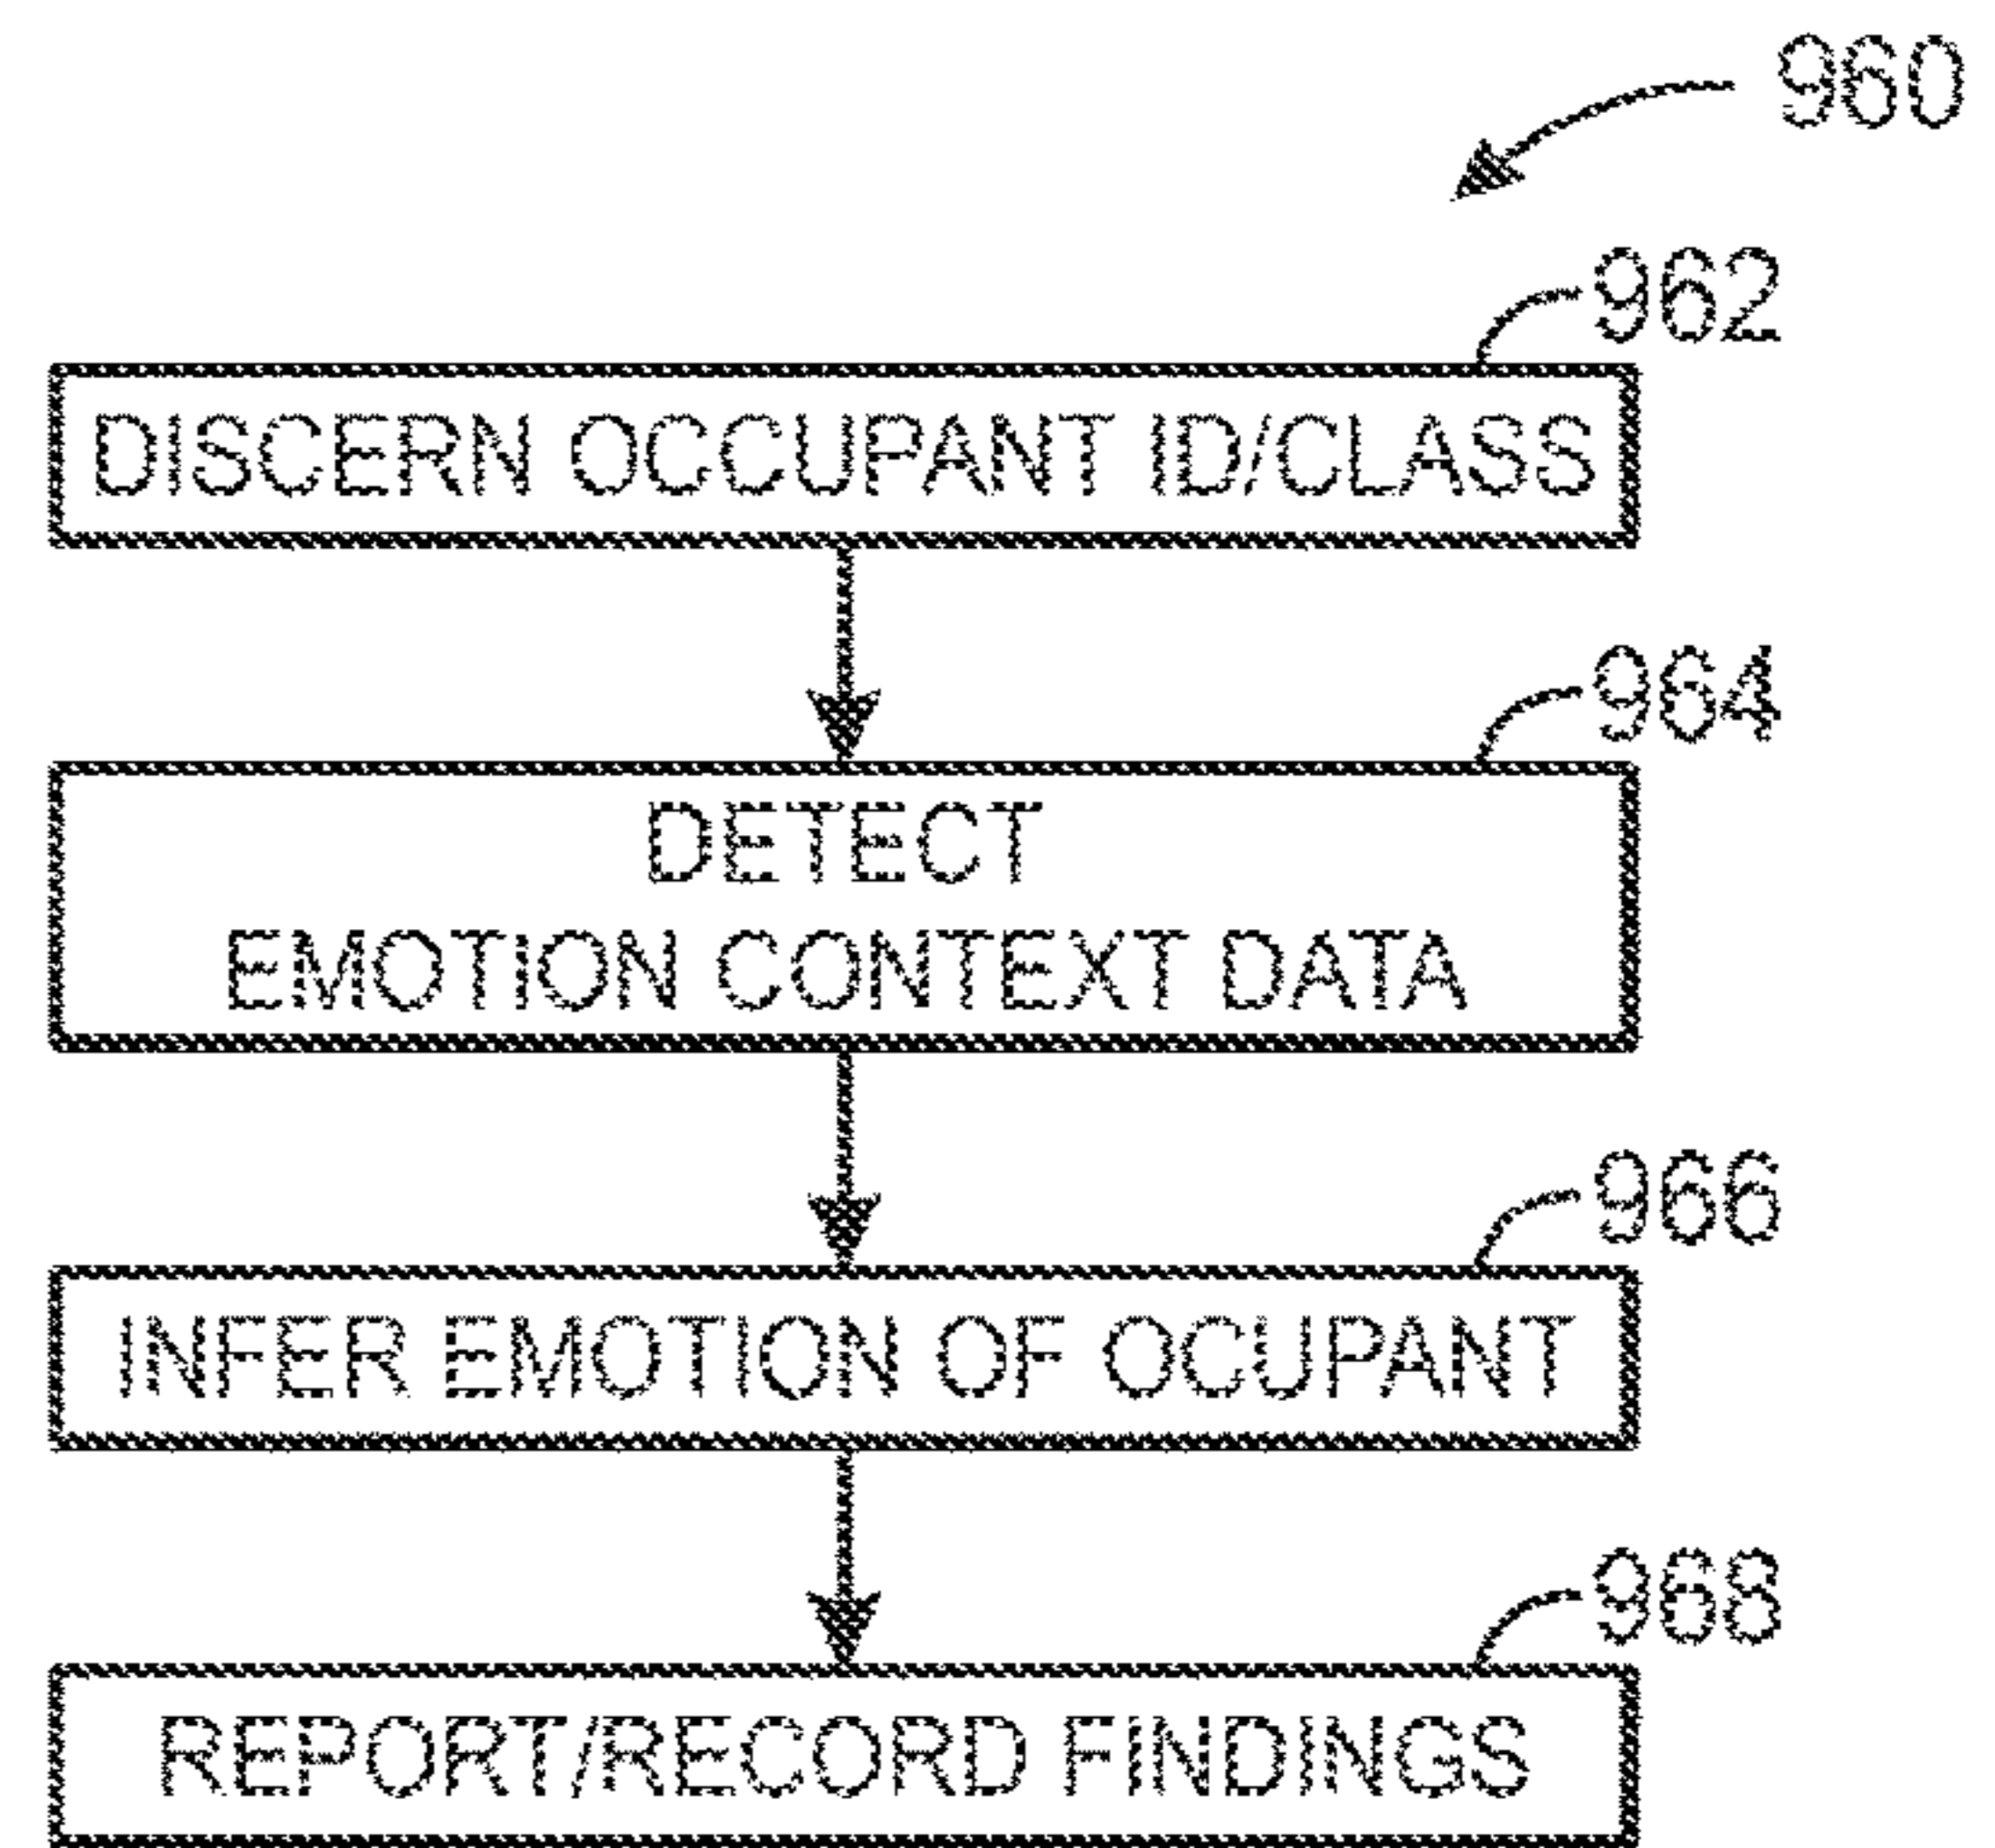 960
962
DISCERN OCCUPANT ID/CLASS
964
DETECT
EMOTION CONTEXT DATA
966
INFER EMOTION OF OCUPANT
968
REPORT/RECORD FINDINGS